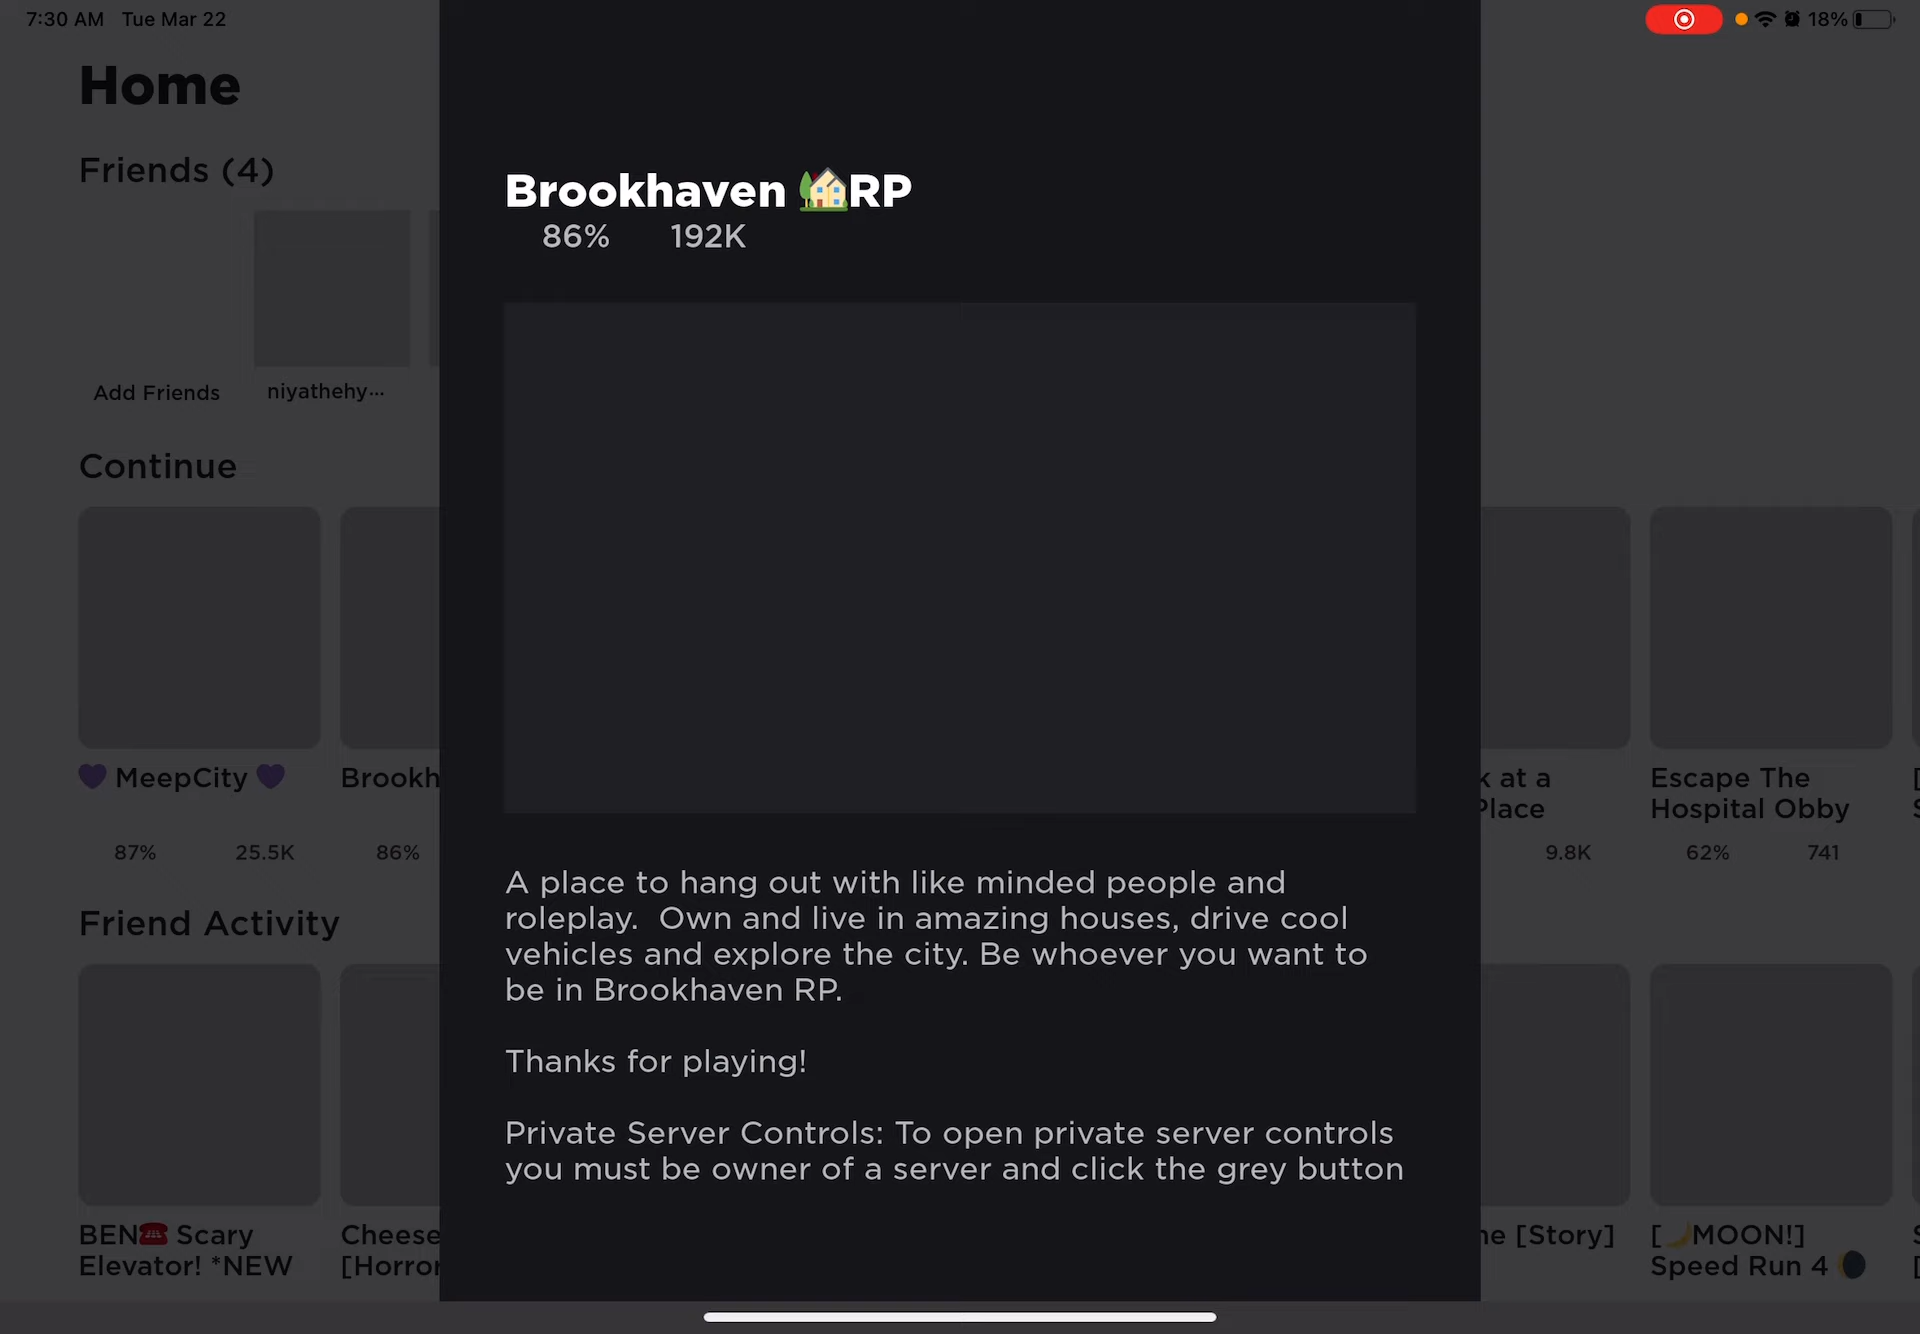 7:30 AM Tue Mar 22
18%
Home
Friends (4)
Add Friends
niyathehy...
Continue
💜 MeepCity 💜
87% 25.5K
Brookh
86%
k at a
Place
9.8K
Escape The
Hospital Obby
62% 741
Friend Activity
BEN☎️ Scary
Elevator! *NEW
Cheese
[Horror
he [Story]
[🌙MOON!]
Speed Run 4 🌘
Brookhaven 🏡RP
86% 192K
A place to hang out with like minded people and
roleplay.  Own and live in amazing houses, drive cool
vehicles and explore the city. Be whoever you want to
be in Brookhaven RP.
Thanks for playing!
Private Server Controls: To open private server controls
you must be owner of a server and click the grey button